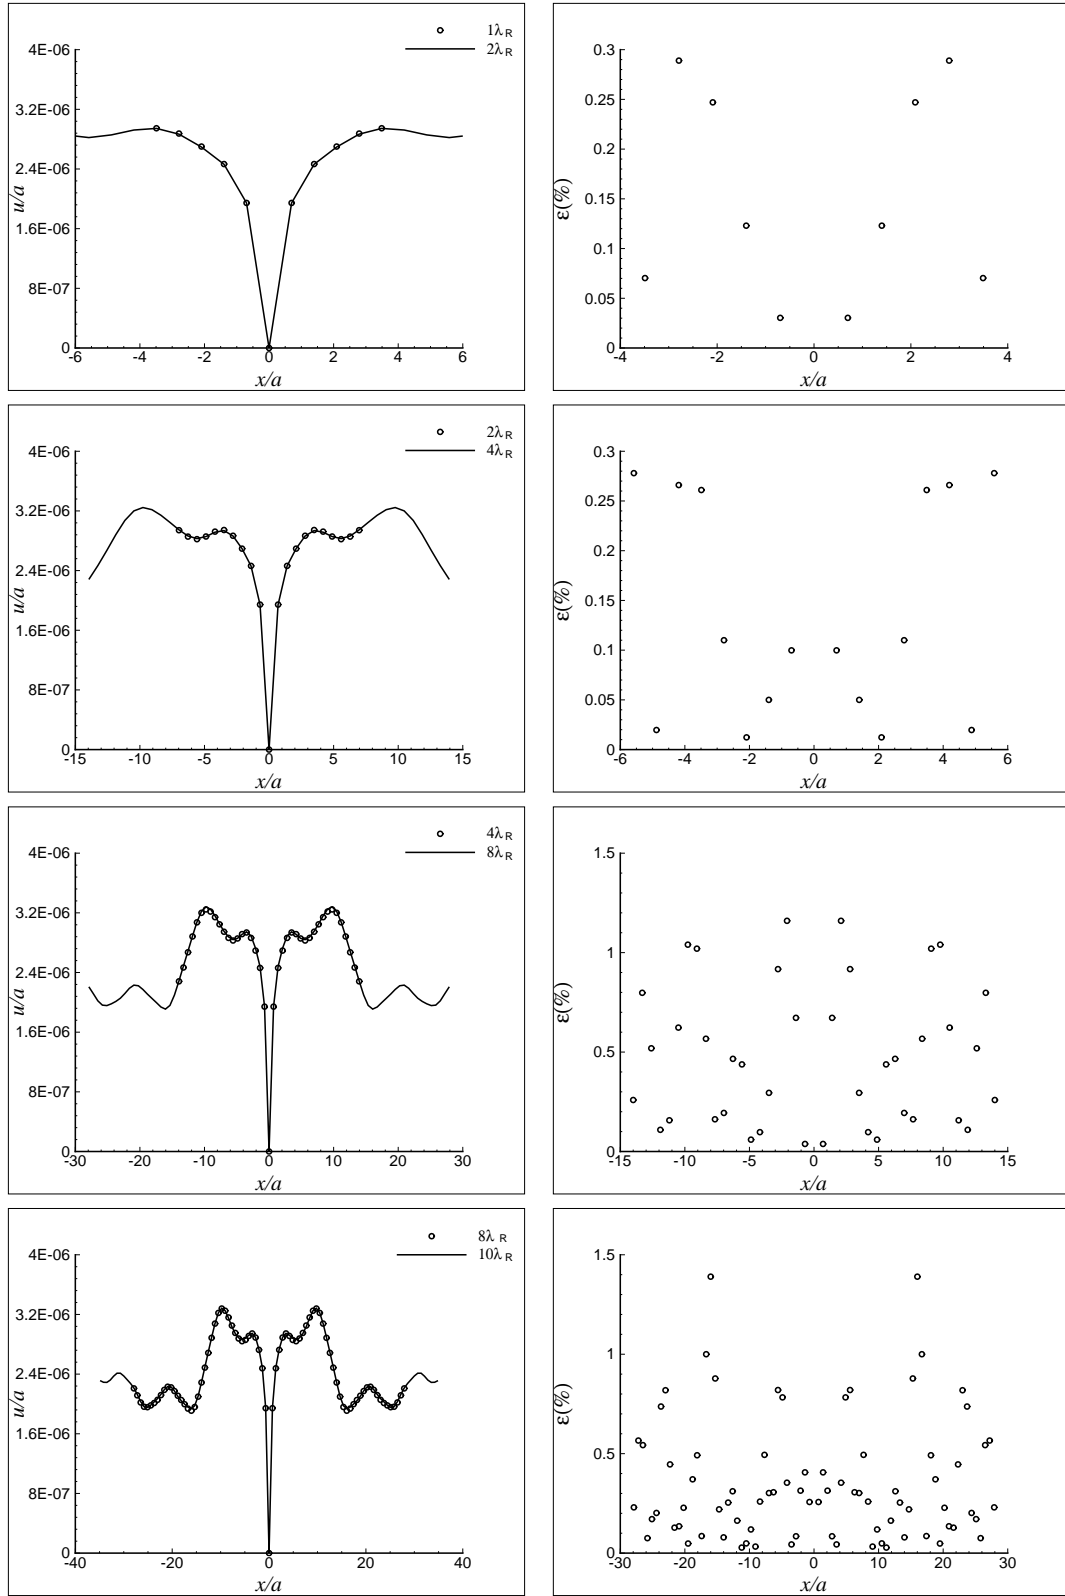 1λR
2λR
4E-06
3.2E-06
2.4E-06
1.6E-06
8E-07
0
u/a
-6 -4 -2 0 2 4 6
x/a
0.3
0.25
0.2
0.15
0.1
0.05
0
ε(%)
-4 -2 0 2 4
x/a
2λR
4λR
4E-06
3.2E-06
2.4E-06
1.6E-06
8E-07
0
u/a
-15 -10 -5 0 5 10 15
x/a
0.3
0.25
0.2
0.15
0.1
0.05
0
ε(%)
-6 -4 -2 0 2 4 6
x/a
4λR
8λR
4E-06
3.2E-06
2.4E-06
1.6E-06
8E-07
0
u/a
-30 -20 -10 0 10 20 30
x/a
1.5
1
0.5
0
ε(%)
-15 -10 -5 0 5 10 15
x/a
8λR
10λR
4E-06
3.2E-06
2.4E-06
1.6E-06
8E-07
0
u/a
-40 -20 0 20 40
x/a
1.5
1
0.5
0
ε(%)
-30 -20 -10 0 10 20 30
x/a